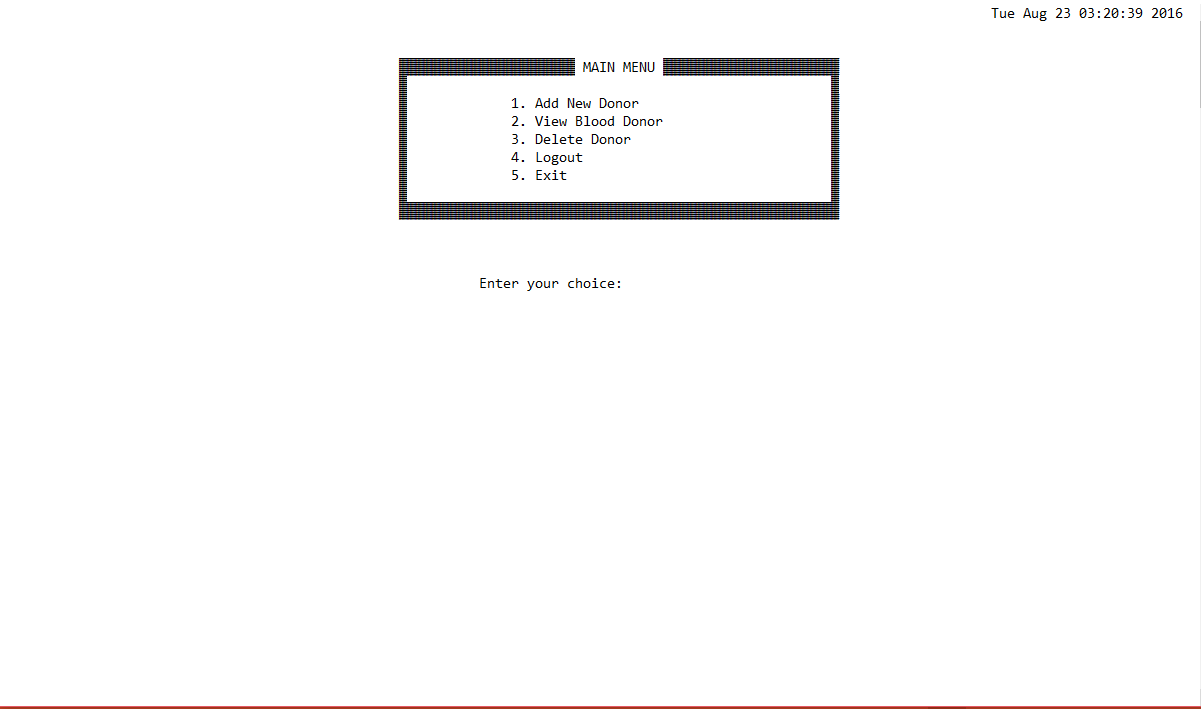 Tue Aug 23 03:20:39 2016
MAIN MENU
1. Add New Donor
2. View Blood Donor
3. Delete Donor
4. Logout
5. Exit
Enter your choice: